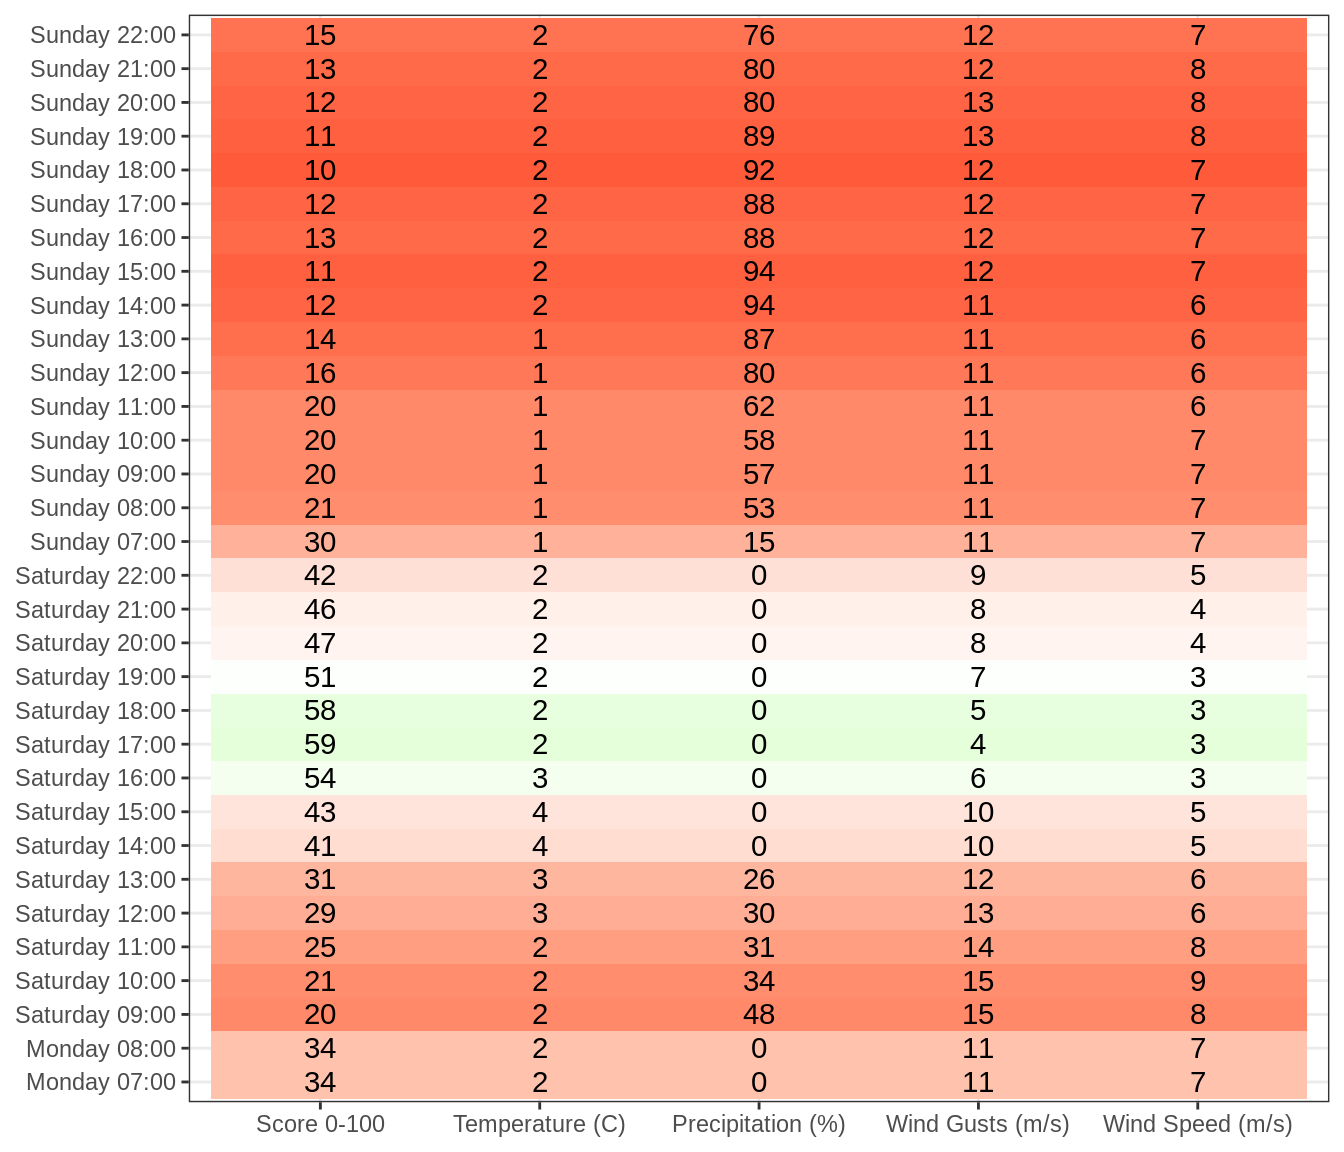 Sunday 22:00 15 2 76 12 7
Sunday 21:00 13 2 80 12 8
Sunday 20:00 12 2 80 13 8
Sunday 19:00 11 2 89 13 8
Sunday 18:00 10 2 92 12 7
Sunday 17:00 12 2 88 12 7
Sunday 16:00 13 2 88 12 7
Sunday 15:00 11 2 94 12 7
Sunday 14:00 12 2 94 11 6
Sunday 13:00 14 1 87 11 6
Sunday 12:00 16 1 80 11 6
Sunday 11:00 20 1 62 11 6
Sunday 10:00 20 1 58 11 7
Sunday 09:00 20 1 57 11 7
Sunday 08:00 21 1 53 11 7
Sunday 07:00 30 1 15 11 7
Saturday 22:00 42 2 0 9 5
Saturday 21:00 46 2 0 8 4
Saturday 20:00 47 2 0 8 4
Saturday 19:00 51 2 0 7 3
Saturday 18:00 58 2 0 5 3
Saturday 17:00 59 2 0 4 3
Saturday 16:00 54 3 0 6 3
Saturday 15:00 43 4 0 10 5
Saturday 14:00 41 4 0 10 5
Saturday 13:00 31 3 26 12 6
Saturday 12:00 29 3 30 13 6
Saturday 11:00 25 2 31 14 8
Saturday 10:00 21 2 34 15 9
Saturday 09:00 20 2 48 15 8
Monday 08:00 34 2 0 11 7
Monday 07:00 34 2 0 11 7
Score 0-100 Temperature (C) Precipitation (%) Wind Gusts (m/s) Wind Speed (m/s)